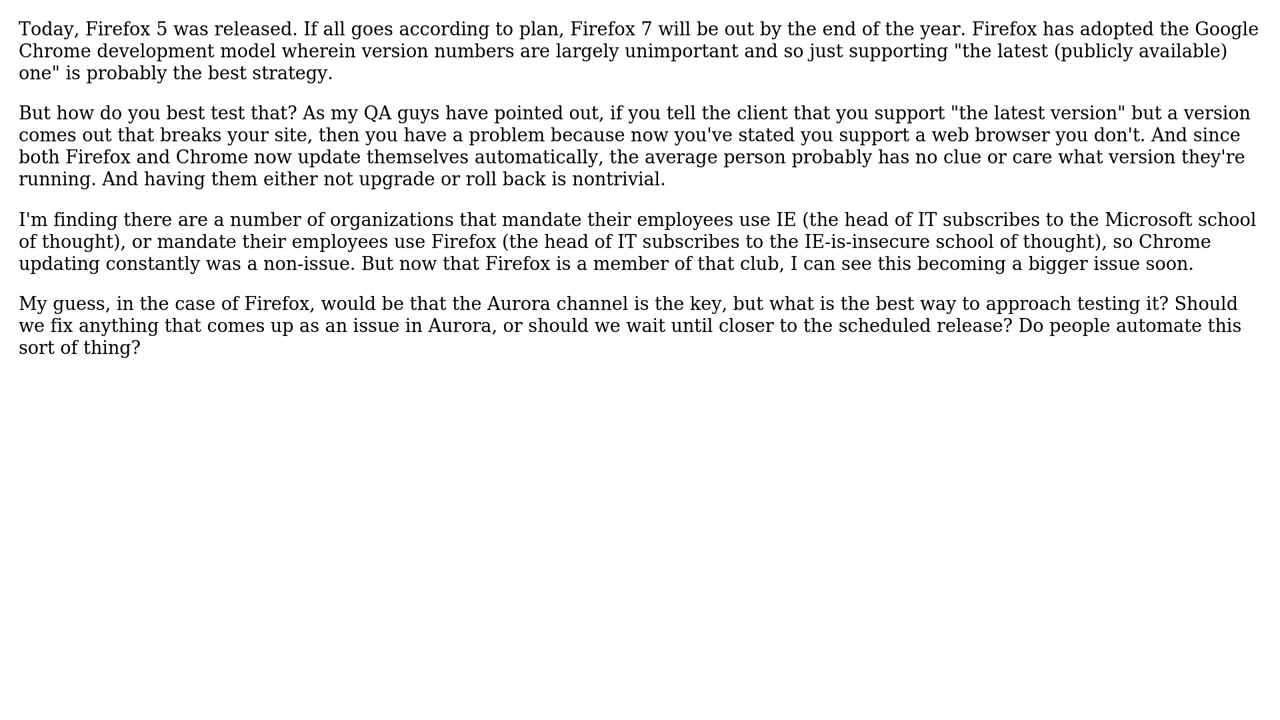 Today, Firefox 5 was released. If all goes according to plan, Firefox 7 will be out by the end of the year. Firefox has adopted the Google
Chrome development model wherein version numbers are largely unimportant and so just supporting "the latest (publicly available)
one" is probably the best strategy.
But how do you best test that? As my QA guys have pointed out, if you tell the client that you support "the latest version" but a version
comes out that breaks your site, then you have a problem because now you've stated you support a web browser you don't. And since
both Firefox and Chrome now update themselves automatically, the average person probably has no clue or care what version they're
running. And having them either not upgrade or roll back is nontrivial.
I'm finding there are a number of organizations that mandate their employees use IE (the head of IT subscribes to the Microsoft school
of thought), or mandate their employees use Firefox (the head of IT subscribes to the IE-is-insecure school of thought), so Chrome
updating constantly was a non-issue. But now that Firefox is a member of that club, I can see this becoming a bigger issue soon.
My guess, in the case of Firefox, would be that the Aurora channel is the key, but what is the best way to approach testing it? Should
we fix anything that comes up as an issue in Aurora, or should we wait until closer to the scheduled release? Do people automate this
sort of thing?